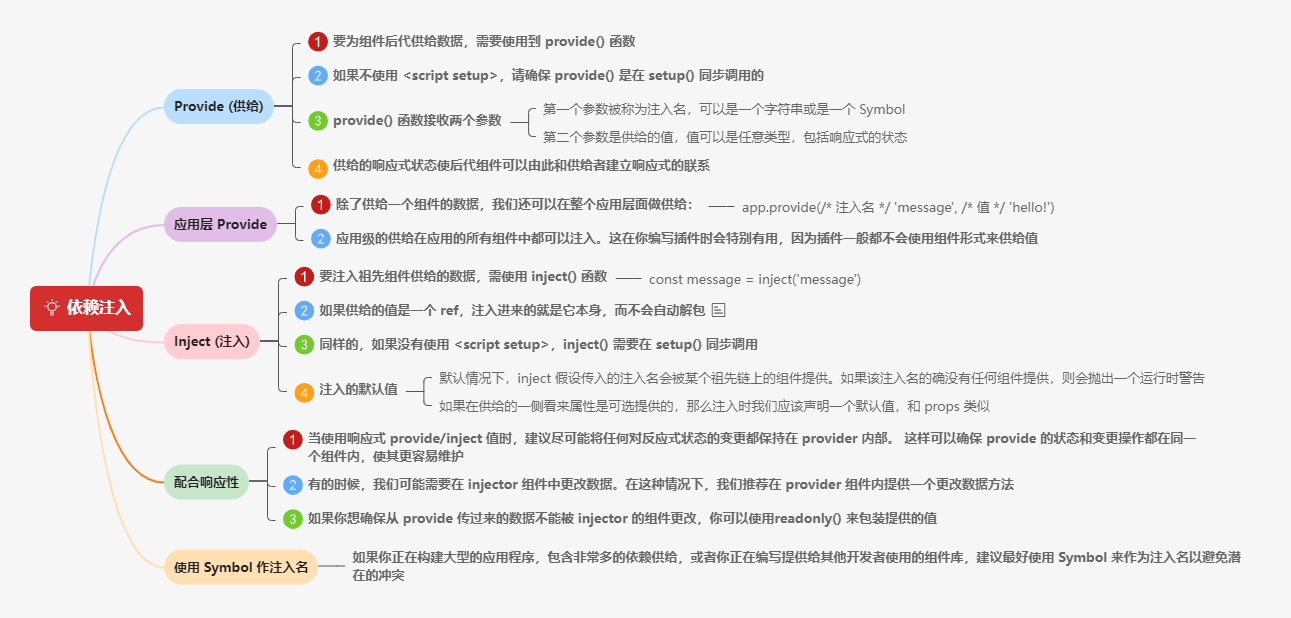 依赖注入
Provide (供给)
1 要为组件后代供给数据，需要使用到 provide() 函数
2 如果不使用 <script setup>，请确保 provide() 是在 setup() 同步调用的
3 provide() 函数接收两个参数
第一个参数被称为注入名，可以是一个字符串或是一个 Symbol
第二个参数是供给的值，值可以是任意类型，包括响应式的状态
4 供给的响应式状态使后代组件可以由此和供给者建立响应式的联系
应用层 Provide
1 除了供给一个组件的数据，我们还可以在整个应用层面做供给：
app.provide(/* 注入名 */ 'message', /* 值 */ 'hello!')
2 应用级的供给在应用的所有组件中都可以注入。这在你编写插件时会特别有用，因为插件一般都不会使用组件形式来供给值
Inject (注入)
1 要注入祖先组件供给的数据，需使用 inject() 函数
const message = inject('message')
2 如果供给的值是一个 ref，注入进来的就是它本身，而不会自动解包
3 同样的，如果没有使用 <script setup>，inject() 需要在 setup() 同步调用
4 注入的默认值
默认情况下，inject 假设传入的注入名会被某个祖先链上的组件提供。如果该注入名的确没有任何组件提供，则会抛出一个运行时警告
如果在供给的一侧看来属性是可选提供的，那么注入时我们应该声明一个默认值，和 props 类似
配合响应性
1 当使用响应式 provide/inject 值时，建议尽可能将任何对反应式状态的变更都保持在 provider 内部。 这样可以确保 provide 的状态和变更操作都在同一
个组件内，使其更容易维护
2 有的时候，我们可能需要在 injector 组件中更改数据。在这种情况下，我们推荐在 provider 组件内提供一个更改数据方法
3 如果你想确保从 provide 传过来的数据不能被 injector 的组件更改，你可以使用readonly() 来包装提供的值
使用 Symbol 作注入名
如果你正在构建大型的应用程序，包含非常多的依赖供给，或者你正在编写提供给其他开发者使用的组件库，建议最好使用 Symbol 来作为注入名以避免潜
在的冲突